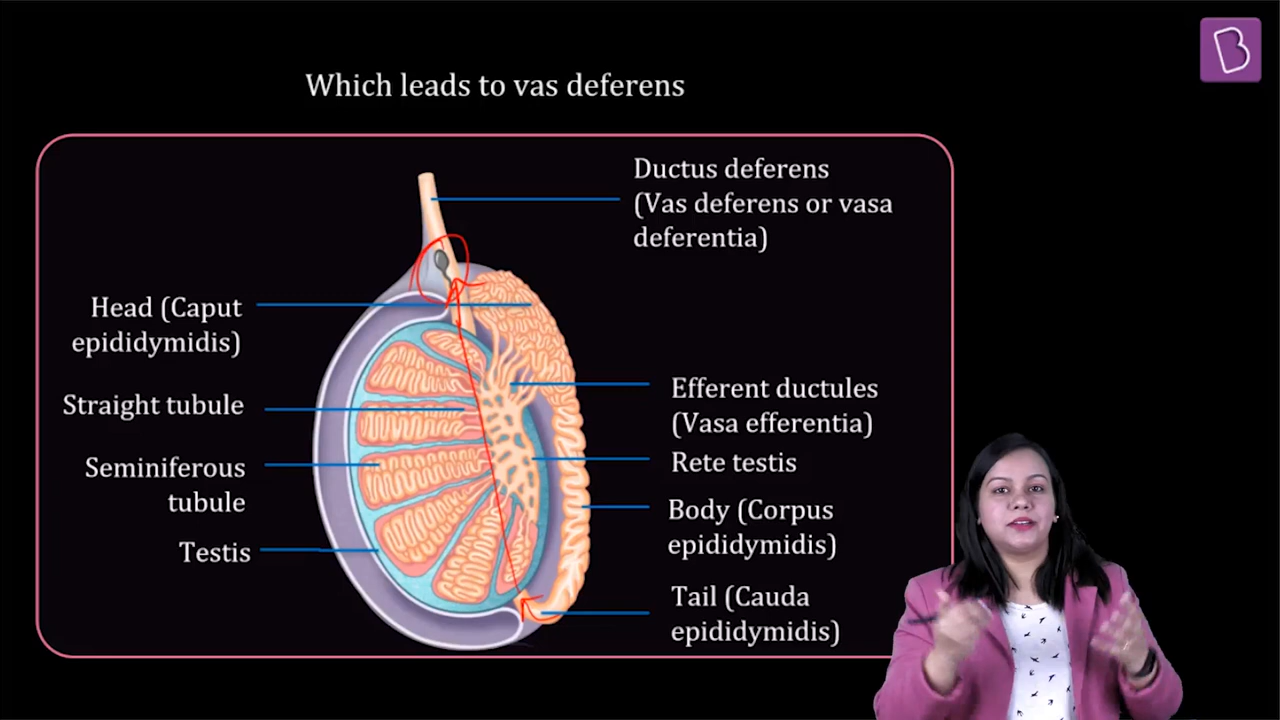 Which leads to vas deferens
Ductus deferens
(Vas deferens or vasa
deferentia)
Head (Caput
epididymidis)
Straight tubule
Seminiferous
tubule
Testis
Efferent ductules
(Vasa efferentia)
Rete testis
Body (Corpus
epididymidis)
Tail (Cauda
epididymidis)
B